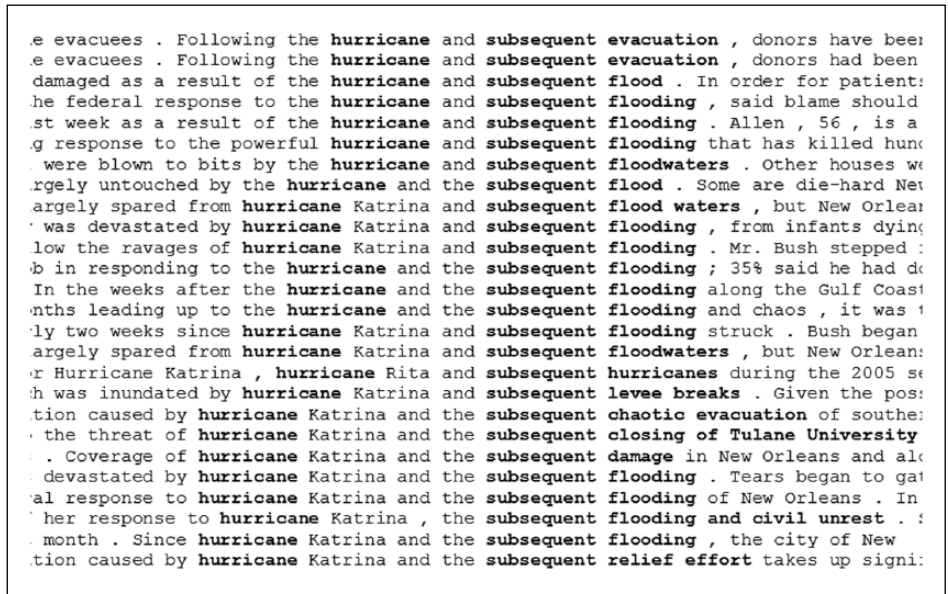 e evacuees . Following the hurricane and subsequent evacuation , donors have been
e evacuees . Following the hurricane and subsequent evacuation , donors had been
damaged as a result of the hurricane and subsequent flood . In order for patients
he federal response to the hurricane and subsequent flooding , said blame should
st week as a result of the hurricane and subsequent flooding . Allen , 56 , is a
g response to the powerful hurricane and subsequent flooding that has killed hund
were blown to bits by the hurricane and subsequent floodwaters . Other houses we
rgely untouched by the hurricane and the subsequent flood . Some are die-hard New
argely spared from hurricane Katrina and subsequent flood waters , but New Orlean
was devastated by hurricane Katrina and subsequent flooding , from infants dying
low the ravages of hurricane Katrina and subsequent flooding . Mr. Bush stepped
b in responding to the hurricane and the subsequent flooding ; 35% said he had do
In the weeks after the hurricane and the subsequent flooding along the Gulf Coast
nths leading up to the hurricane and the subsequent flooding and chaos , it was t
ly two weeks since hurricane Katrina and subsequent flooding struck . Bush began
argely spared from hurricane Katrina and subsequent floodwaters , but New Orleans
r Hurricane Katrina , hurricane Rita and subsequent hurricanes during the 2005 se
h was inundated by hurricane Katrina and subsequent levee breaks . Given the poss
tion caused by hurricane Katrina and the subsequent chaotic evacuation of souther
the threat of hurricane Katrina and the subsequent closing of Tulane University
. Coverage of hurricane Katrina and the subsequent damage in New Orleans and alo
devastated by hurricane Katrina and the subsequent flooding . Tears began to gat
al response to hurricane Katrina and the subsequent flooding of New Orleans . In
her response to hurricane Katrina , the subsequent flooding and civil unrest .
month . Since hurricane Katrina and the subsequent flooding , the city of New
tion caused by hurricane Katrina and the subsequent relief effort takes up signi